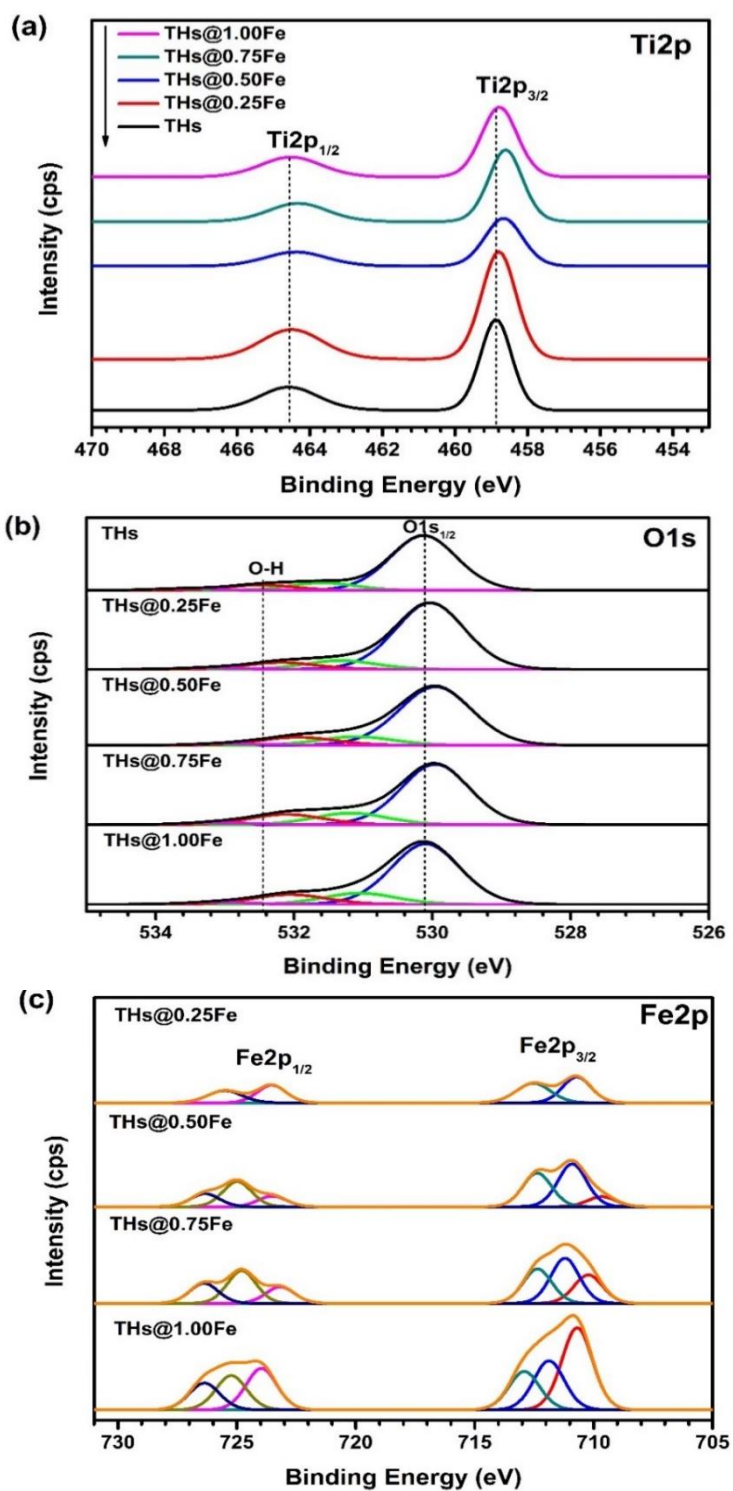 (a)
THs@1.00Fe
THs@0.75Fe
THs@0.50Fe
THs@0.25Fe
THs
Ti2p
Ti2p1/2
Ti2p3/2
Intensity (cps)
470 468 466 464 462 460 458 456 454
Binding Energy (eV)
(b)
THs
O-H
O1s1/2
O1s
THs@0.25Fe
THs@0.50Fe
THs@0.75Fe
THs@1.00Fe
Intensity (cps)
534 532 530 528 526
Binding Energy (eV)
(c)
THs@0.25Fe
Fe2p
Fe2p1/2
Fe2p3/2
THs@0.50Fe
THs@0.75Fe
THs@1.00Fe
Intensity (cps)
730 725 720 715 710 705
Binding Energy (eV)